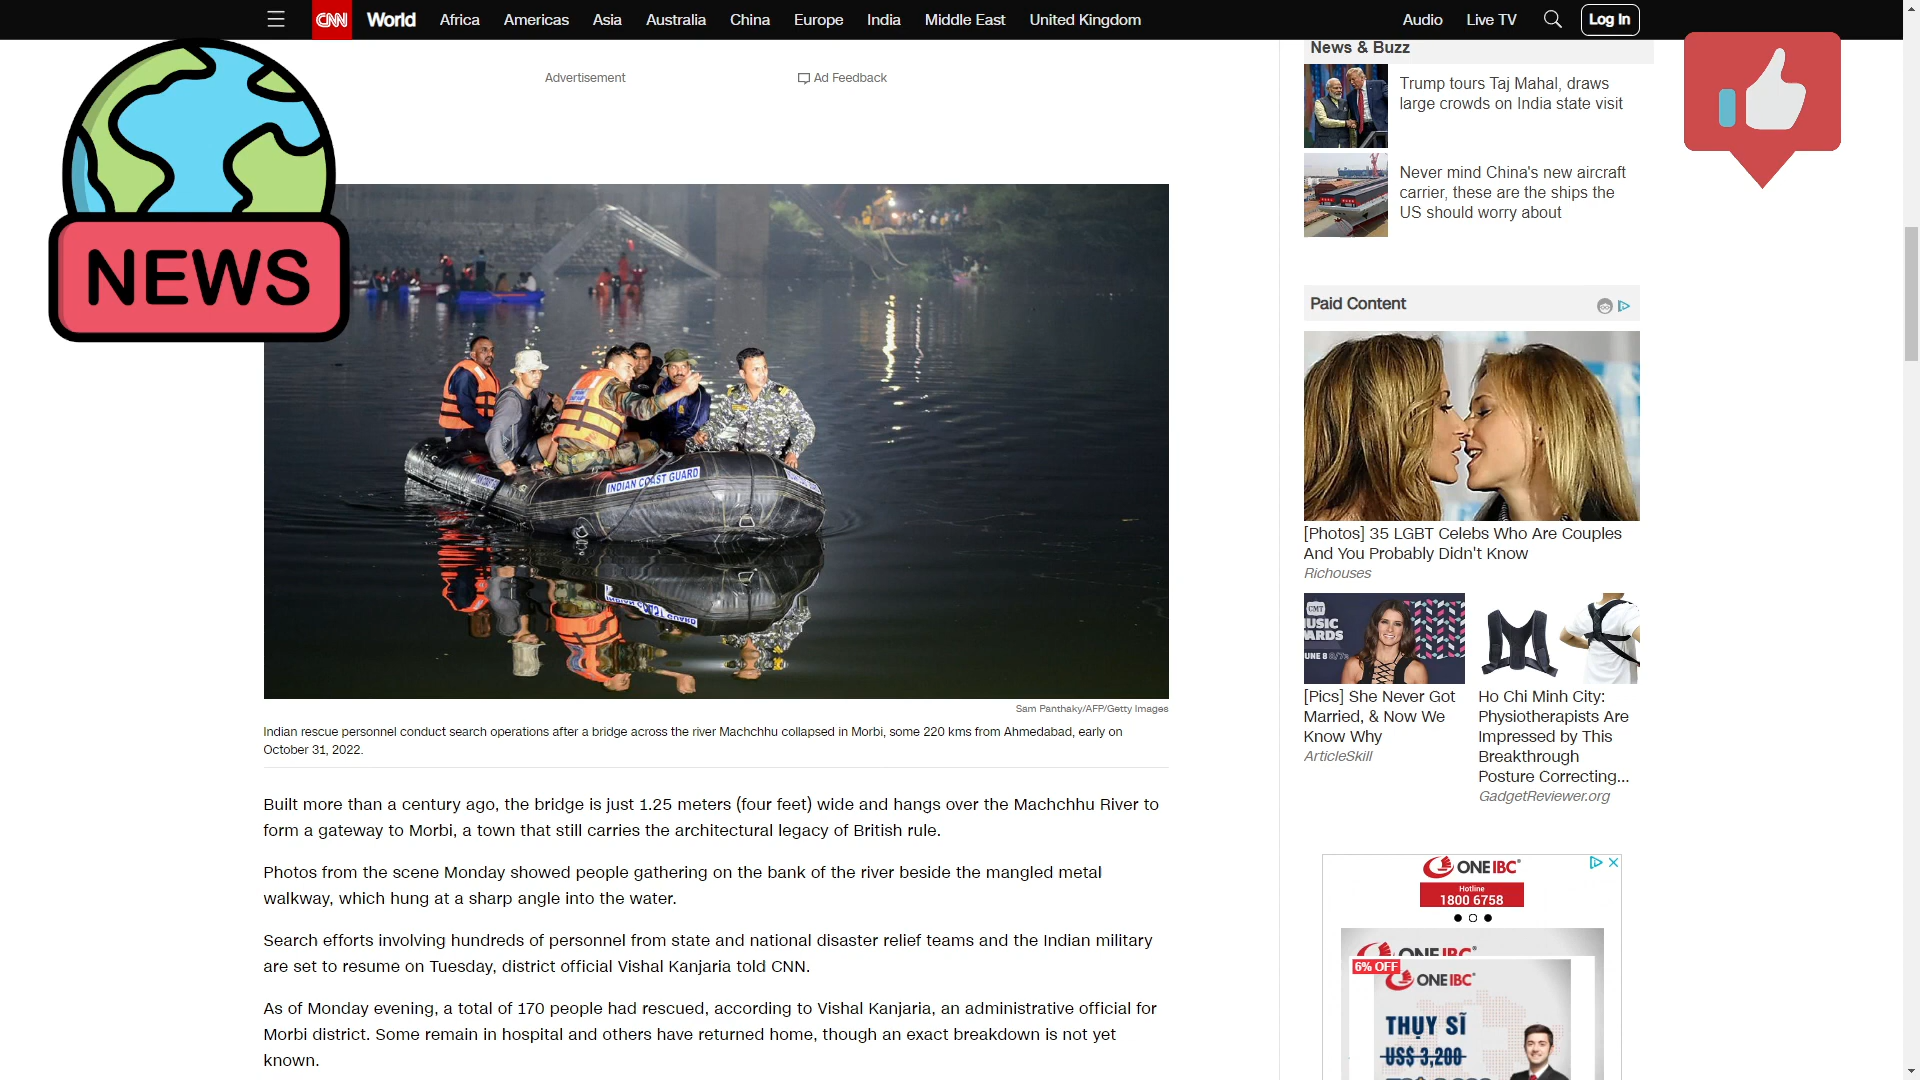 CNN World Africa Americas Asia Australia China Europe India Middle East United Kingdom Audio Live TV Log In
Advertisement
Ad Feedback
NEWS
INDIAN COAST GUARD
Sam Panthaky/AFP/Getty Images
Indian rescue personnel conduct search operations after a bridge across the river Machchhu collapsed in Morbi, some 220 kms from Ahmedabad, early on
October 31, 2022.
Built more than a century ago, the bridge is just 1.25 meters (four feet) wide and hangs over the Machchhu River to
form a gateway to Morbi, a town that still carries the architectural legacy of British rule.
Photos from the scene Monday showed people gathering on the bank of the river beside the mangled metal
walkway, which hung at a sharp angle into the water.
Search efforts involving hundreds of personnel from state and national disaster relief teams and the Indian military
are set to resume on Tuesday, district official Vishal Kanjaria told CNN.
As of Monday evening, a total of 170 people had rescued, according to Vishal Kanjaria, an administrative official for
Morbi district. Some remain in hospital and others have returned home, though an exact breakdown is not yet
known.
News & Buzz
Trump tours Taj Mahal, draws
large crowds on India state visit
Never mind China's new aircraft
carrier, these are the ships the
US should worry about
Paid Content
[Photos] 35 LGBT Celebs Who Are Couples
And You Probably Didn't Know
Richouses
CMT
USIC
ARDS
UNE 8
[Pics] She Never Got
Married, & Now We
Know Why
ArticleSkill
Ho Chi Minh City:
Physiotherapists Are
Impressed by This
Breakthrough
Posture Correcting...
GadgetReviewer.org
ONE IBC®
Hotline
1800 6758
ONE IBC®
6% OFF
ONE IBC®
THỤY SĨ
US$ 3,200